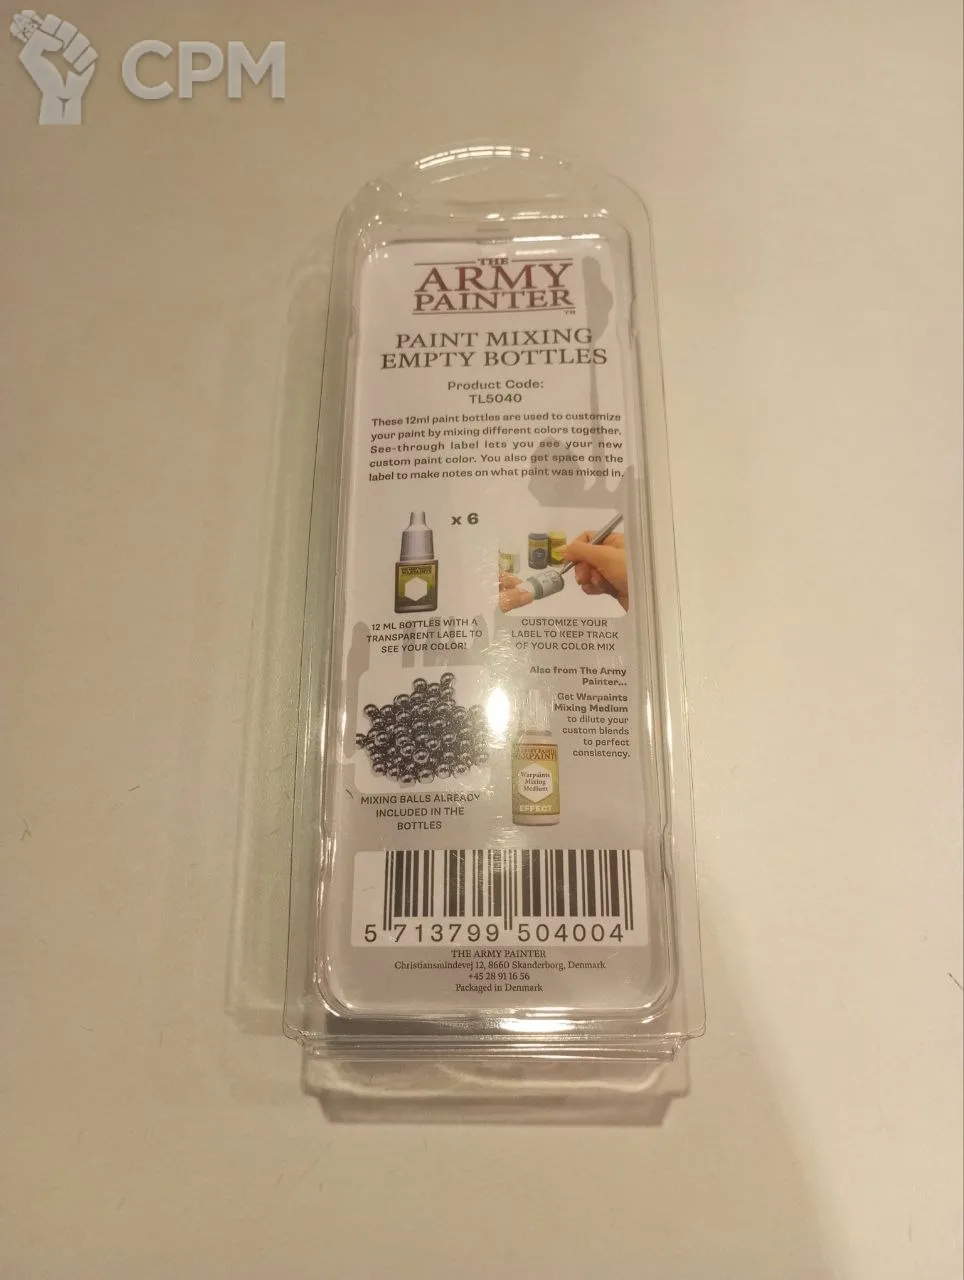 CPM
THE
ARMY
PAINTER
TM
PAINT MIXING
EMPTY BOTTLES
Product Code:
TL5040
These 12ml paint bottles are used to customize
your paint by mixing different colors together.
See-through label lets you see your new
custom paint color. You also get space on the
label to make notes on what paint was mixed in.
x 6
12 ML BOTTLES WITH A
TRANSPARENT LABEL TO
SEE YOUR COLOR!
CUSTOMIZE YOUR
LABEL TO KEEP TRACK
OF YOUR COLOR MIX
MIXING BALLS ALREADY
INCLUDED IN THE
BOTTLES
Also from The Army
Painter...
Get Warpaints
Mixing Medium
to dilute your
custom blends
to perfect
consistency.
Warpaints
Mixing
Medium
EFFECT
5 713799 504004
THE ARMY PAINTER
Christiansmindevej 12, 8660 Skanderborg, Denmark
+45 28 91 16 56
Packaged in Denmark